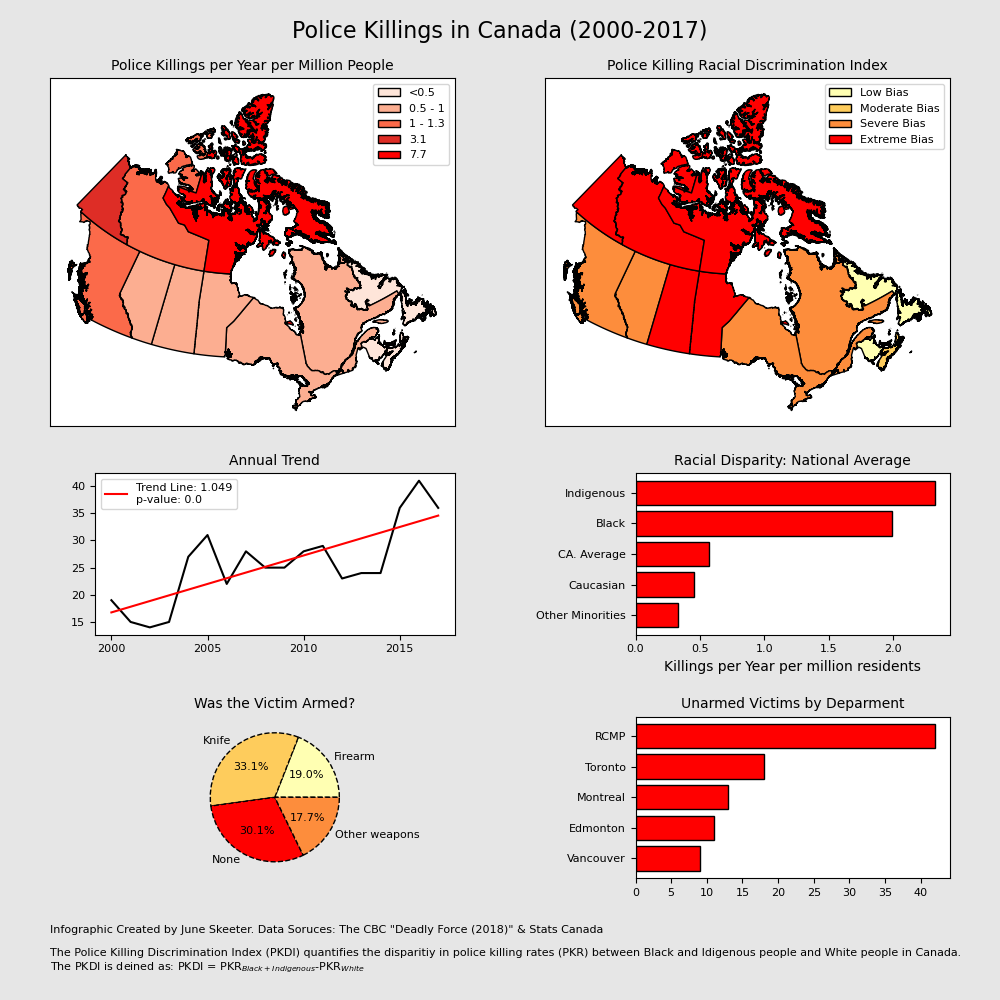 Police Killings in Canada (2000-2017)
Police Killings per Year per Million People
<0.5
0.5 - 1
1 - 1.3
3.1
7.7
Police Killing Racial Discrimination Index
Low Bias
Moderate Bias
Severe Bias
Extreme Bias
Annual Trend
Trend Line: 1.049
p-value: 0.0
40
35
30
25
20
15
2000 2005 2010 2015
Racial Disparity: National Average
Indigenous
Black
CA. Average
Caucasian
Other Minorities
0.0 0.5 1.0 1.5 2.0
Killings per Year per million residents
Was the Victim Armed?
Knife
33.1%
Firearm
19.0%
None
30.1%
Other weapons
17.7%
Unarmed Victims by Deparment
RCMP
Toronto
Montreal
Edmonton
Vancouver
0 5 10 15 20 25 30 35 40
Infographic Created by June Skeeter. Data Soruces: The CBC "Deadly Force (2018)" & Stats Canada
The Police Killing Discrimination Index (PKDI) quantifies the disparitiy in police killing rates (PKR) between Black and Idigenous people and White people in Canada.
The PKDI is deined as: PKDI = PKR Black+Indigenous-PKR White